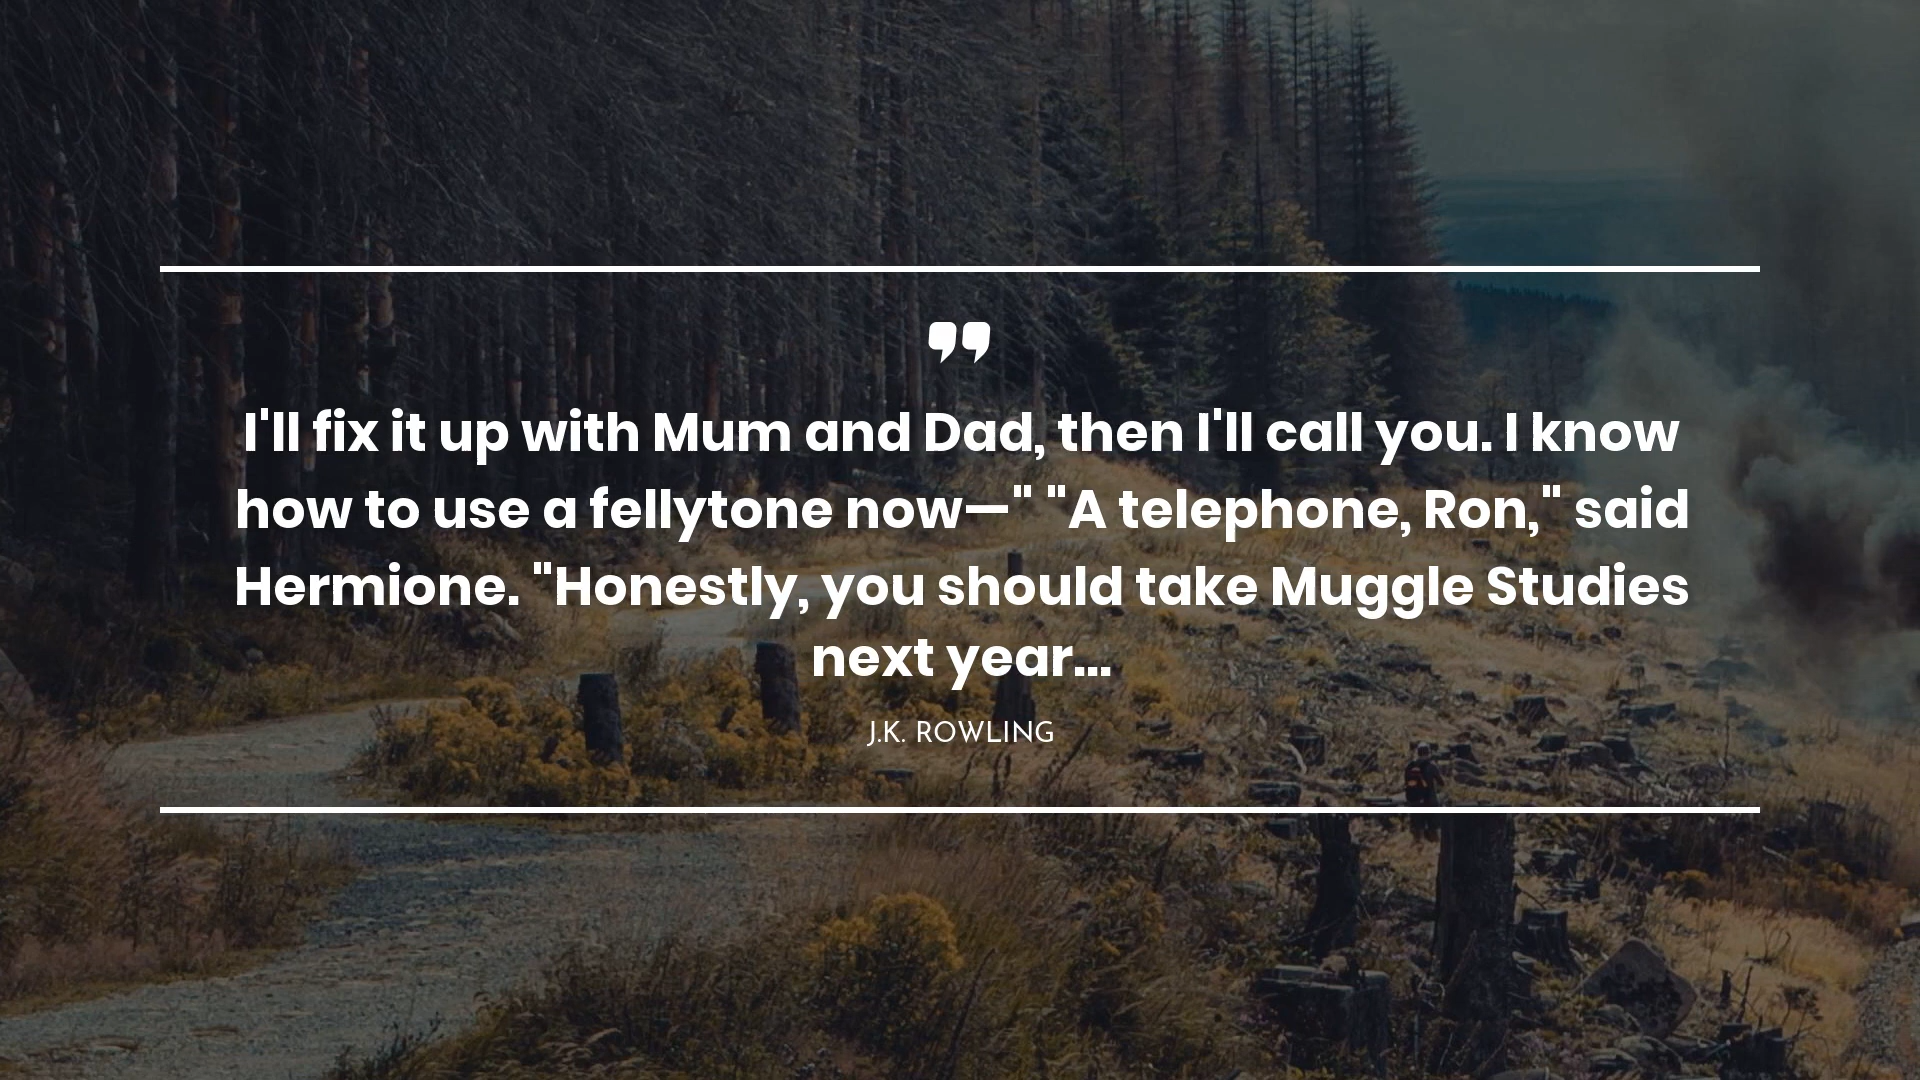 ❞
I'll fix it up with Mum and Dad, then I'll call you. I know
how to use a fellytone now—" "A telephone, Ron," said
Hermione. "Honestly, you should take Muggle Studies
next year...
J.K. ROWLING